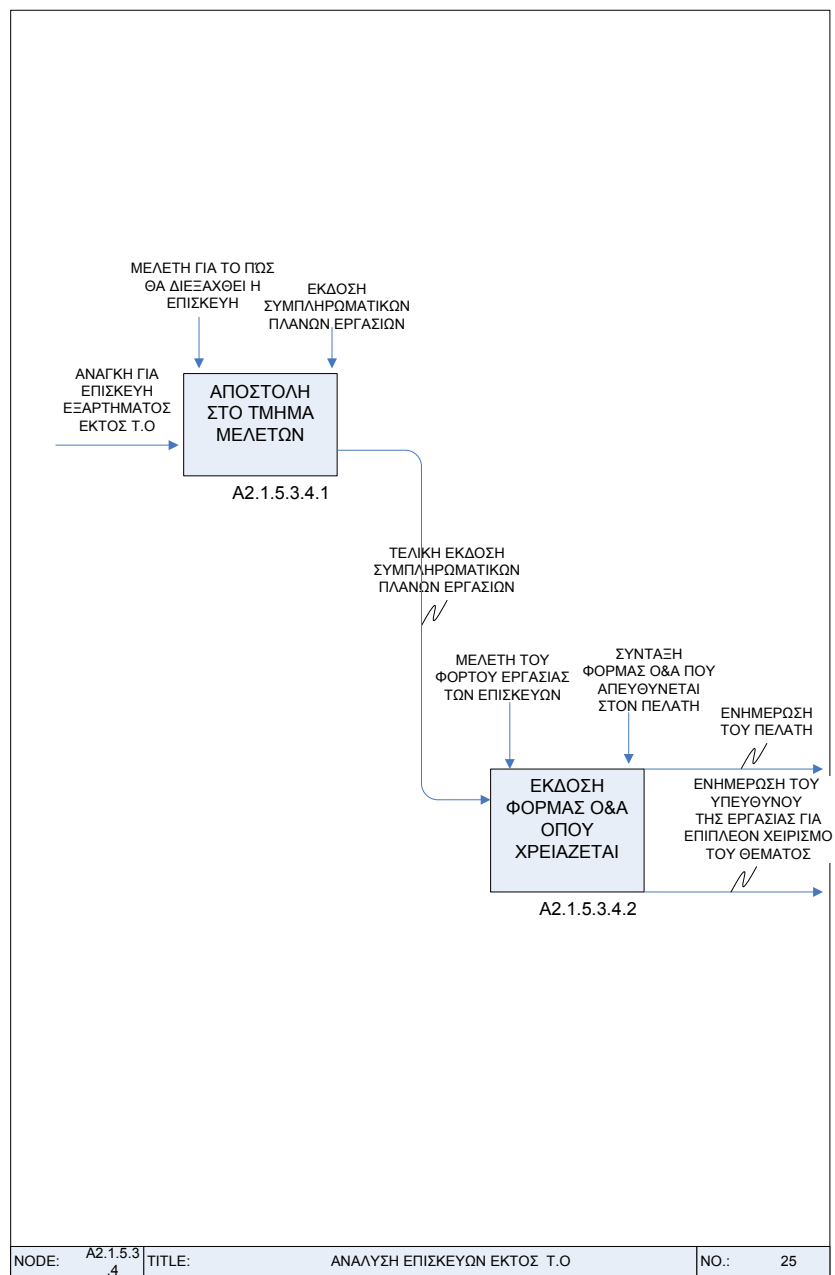 ΜΕΛΕΤΗ ΓΙΑ ΤΟ ΠΏΣ
ΘΑ ΔΙΕΞΑΧΘΕΙ Η
ΕΠΙΣΚΕΥΗ
ΕΚΔΟΣΗ
ΣΥΜΠΛΗΡΩΜΑΤΙΚΩΝ
ΠΛΑΝΩΝ ΕΡΓΑΣΙΩΝ
ΑΝΑΓΚΗ ΓΙΑ
ΕΠΙΣΚΕΥΗ
ΕΞΑΡΤΗΜΑΤΟΣ
ΕΚΤΟΣ Τ.Ο
ΑΠΟΣΤΟΛΗ
ΣΤΟ ΤΜΗΜΑ
ΜΕΛΕΤΩΝ
A2.1.5.3.4.1
ΤΕΛΙΚΗ ΕΚΔΟΣΗ
ΣΥΜΠΛΗΡΩΜΑΤΙΚΩΝ
ΠΛΑΝΩΝ ΕΡΓΑΣΙΩΝ
ΜΕΛΕΤΗ ΤΟΥ
ΦΟΡΤΟΥ ΕΡΓΑΣΙΑΣ
ΤΩΝ ΕΠΙΣΚΕΥΩΝ
ΣΥΝΤΑΞΗ
ΦΟΡΜΑΣ Ο&Α ΠΟΥ
ΑΠΕΥΘΥΝΕΤΑΙ
ΣΤΟΝ ΠΕΛΑΤΗ
ΕΝΗΜΕΡΩΣΗ
ΤΟΥ ΠΕΛΑΤΗ
ΕΚΔΟΣΗ
ΦΟΡΜΑΣ Ο&Α
ΟΠΟΥ
ΧΡΕΙΑΖΕΤΑΙ
A2.1.5.3.4.2
ΕΝΗΜΕΡΩΣΗ ΤΟΥ
ΥΠΕΥΘΥΝΟΥ
ΤΗΣ ΕΡΓΑΣΙΑΣ ΓΙΑ
ΕΠΙΠΛΕΟΝ ΧΕΙΡΙΣΜΟ
ΤΟΥ ΘΕΜΑΤΟΣ
NODE: A2.1.5.3
.4
TITLE: ΑΝΑΛΥΣΗ ΕΠΙΣΚΕΥΩΝ ΕΚΤΟΣ Τ.Ο
NO.: 25